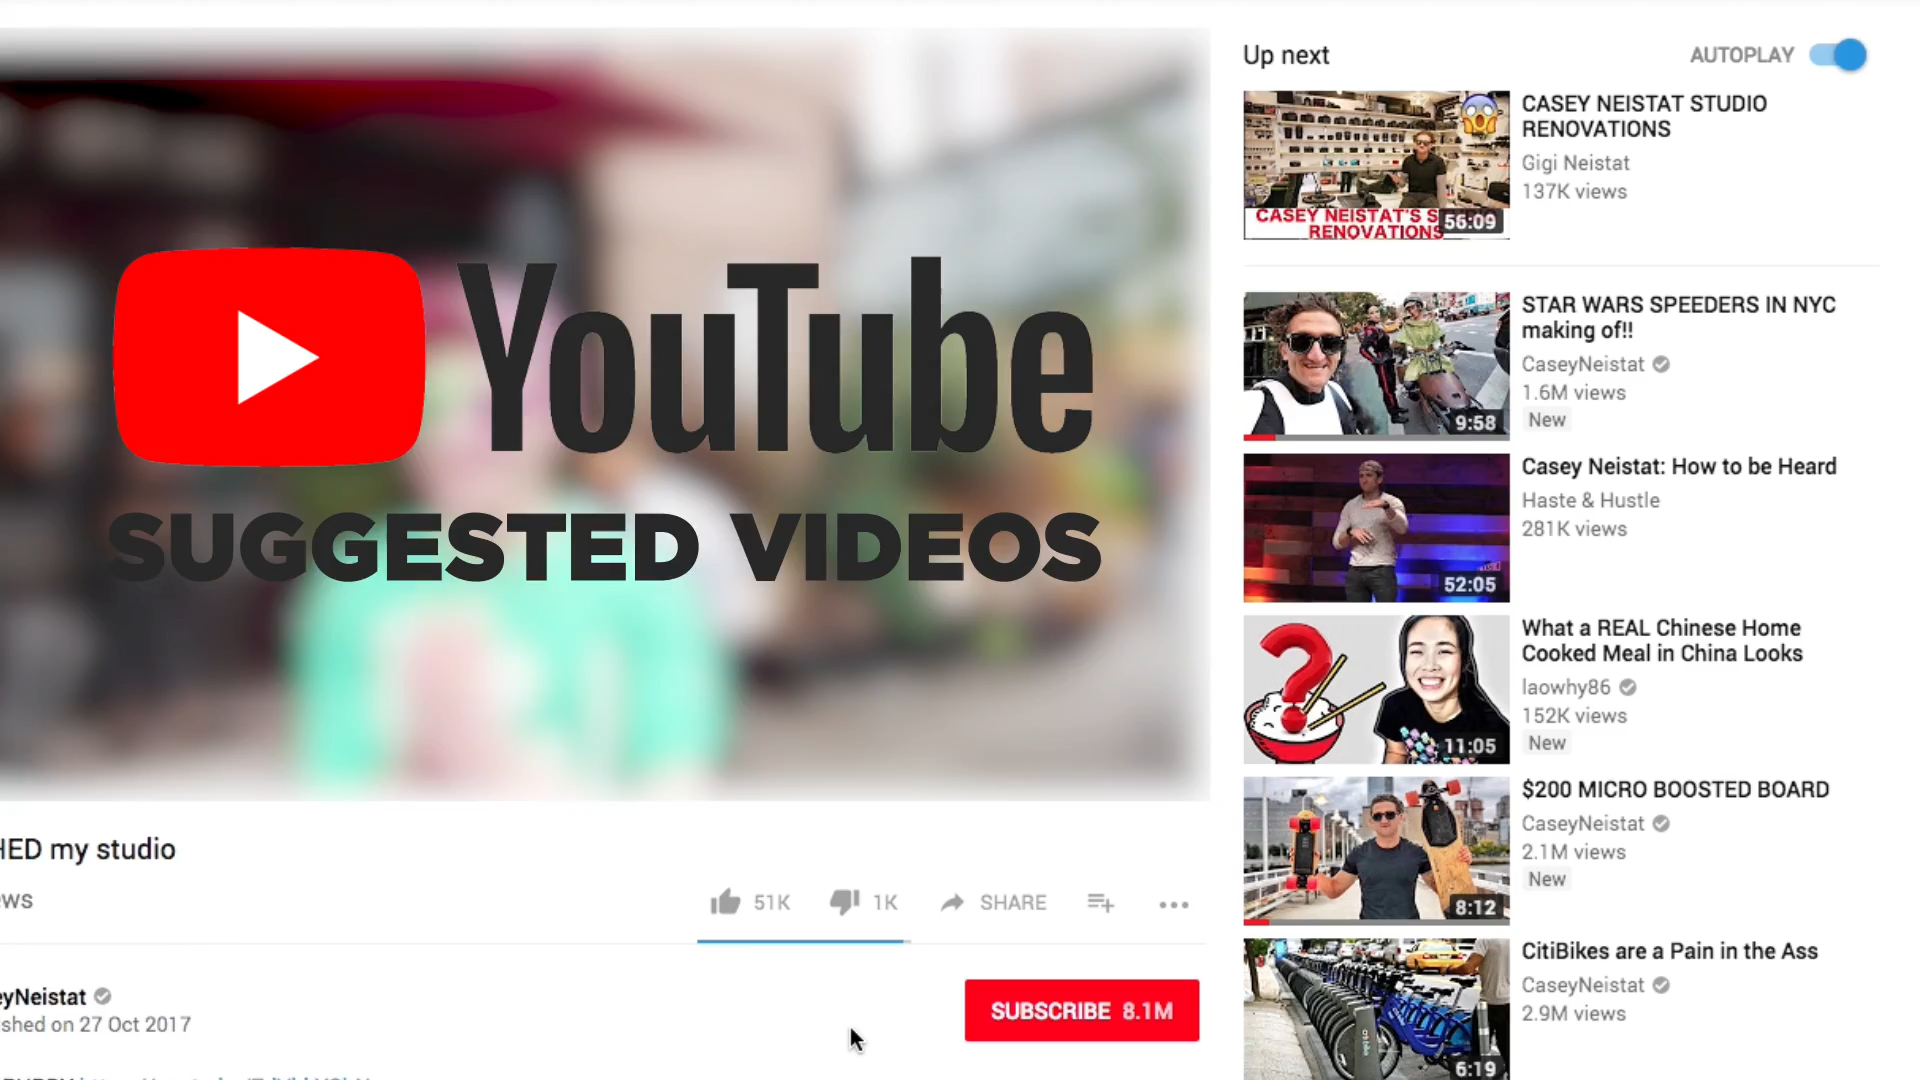 YouTube
SUGGESTED VIDEOS
HED my studio
ws
51K
1K
SHARE
eyNeistat
shed on 27 Oct 2017
SUBSCRIBE 8.1M
Up next
AUTOPLAY
CASEY NEISTAT'S S
RENOVATIONS
56:09
CASEY NEISTAT STUDIO
RENOVATIONS
Gigi Neistat
137K views
9:58
STAR WARS SPEEDERS IN NYC
making of!!
CaseyNeistat
1.6M views
New
52:05
Casey Neistat: How to be Heard
Haste & Hustle
281K views
11:05
What a REAL Chinese Home
Cooked Meal in China Looks
laowhy86
152K views
New
8:12
$200 MICRO BOOSTED BOARD
CaseyNeistat
2.1M views
New
6:19
CitiBikes are a Pain in the Ass
CaseyNeistat
2.9M views